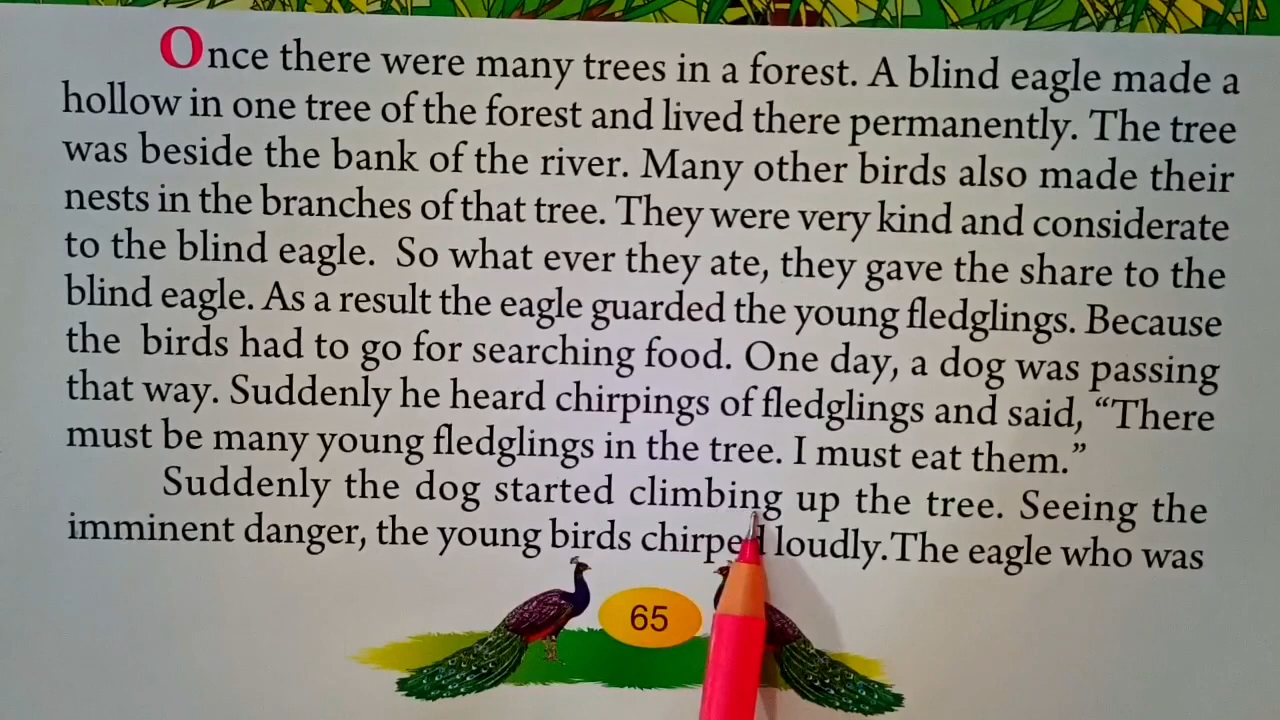 Once there were many trees in a forest. A blind eagle made a
hollow in one tree of the forest and lived there permanently. The tree
was beside the bank of the river. Many other birds also made their
nests in the branches of that tree. They were very kind and considerate
to the blind eagle. So what ever they ate, they gave the share to the
blind eagle. As a result the eagle guarded the young fledglings. Because
the birds had to go for searching food. One day, a dog was passing
that way. Suddenly he heard chirpings of fledglings and said, “There
must be many young fledglings in the tree. I must eat them.”
Suddenly the dog started climbing up the tree. Seeing the
imminent danger, the young birds chirped loudly.The eagle who was
65